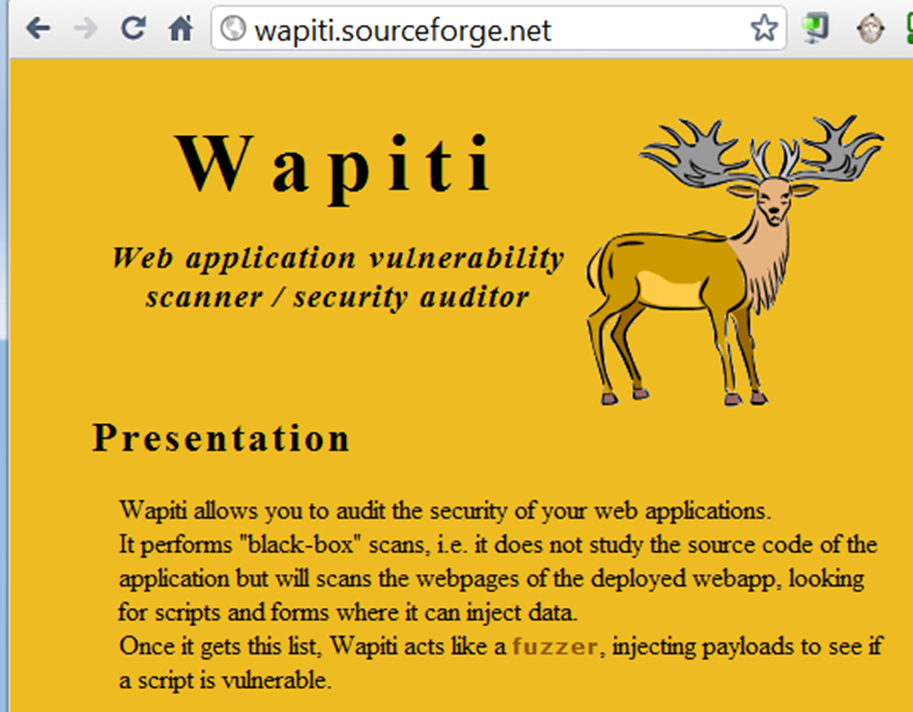 wapiti.sourceforge.net
Wapiti
Web application vulnerability
scanner / security auditor
Presentation
Wapiti allows you to audit the security of your web applications.
It performs "black-box" scans, i.e. it does not study the source code of the
application but will scans the webpages of the deployed webapp, looking
for scripts and forms where it can inject data.
Once it gets this list, Wapiti acts like a fuzzer, injecting payloads to see if
a script is vulnerable.